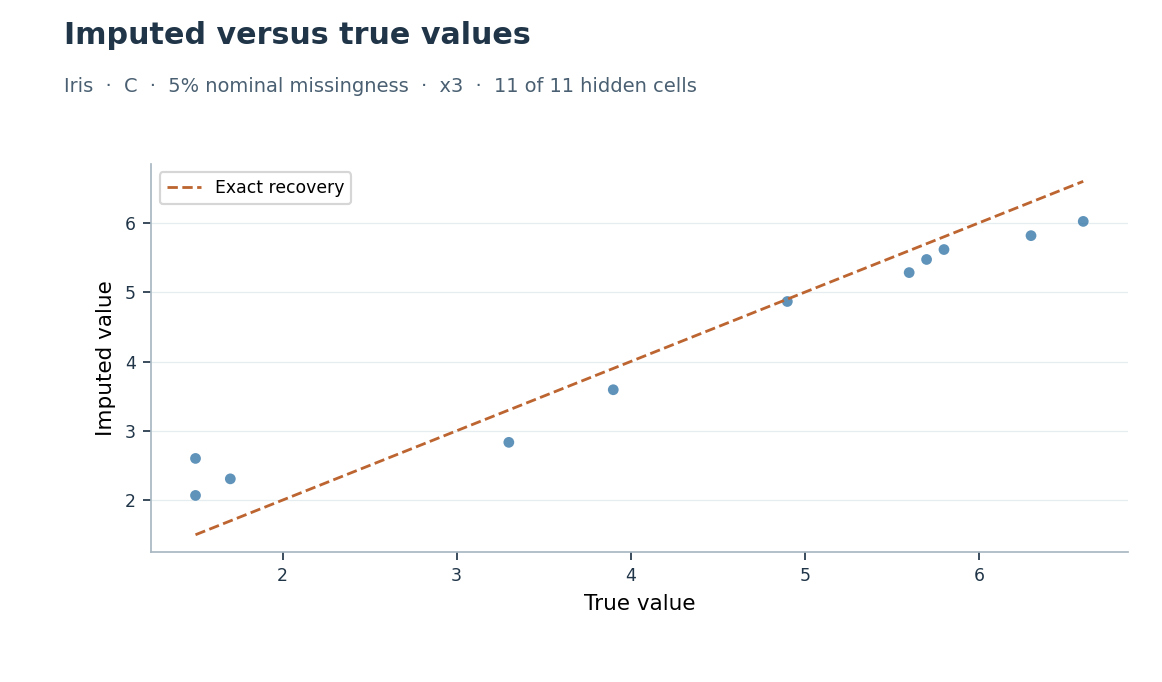 Imputed versus true values
Iris · C · 5% nominal missingness · x3 · 11 of 11 hidden cells
Exact recovery
6
5
4
3
2
Imputed value
2 3 4 5 6
True value